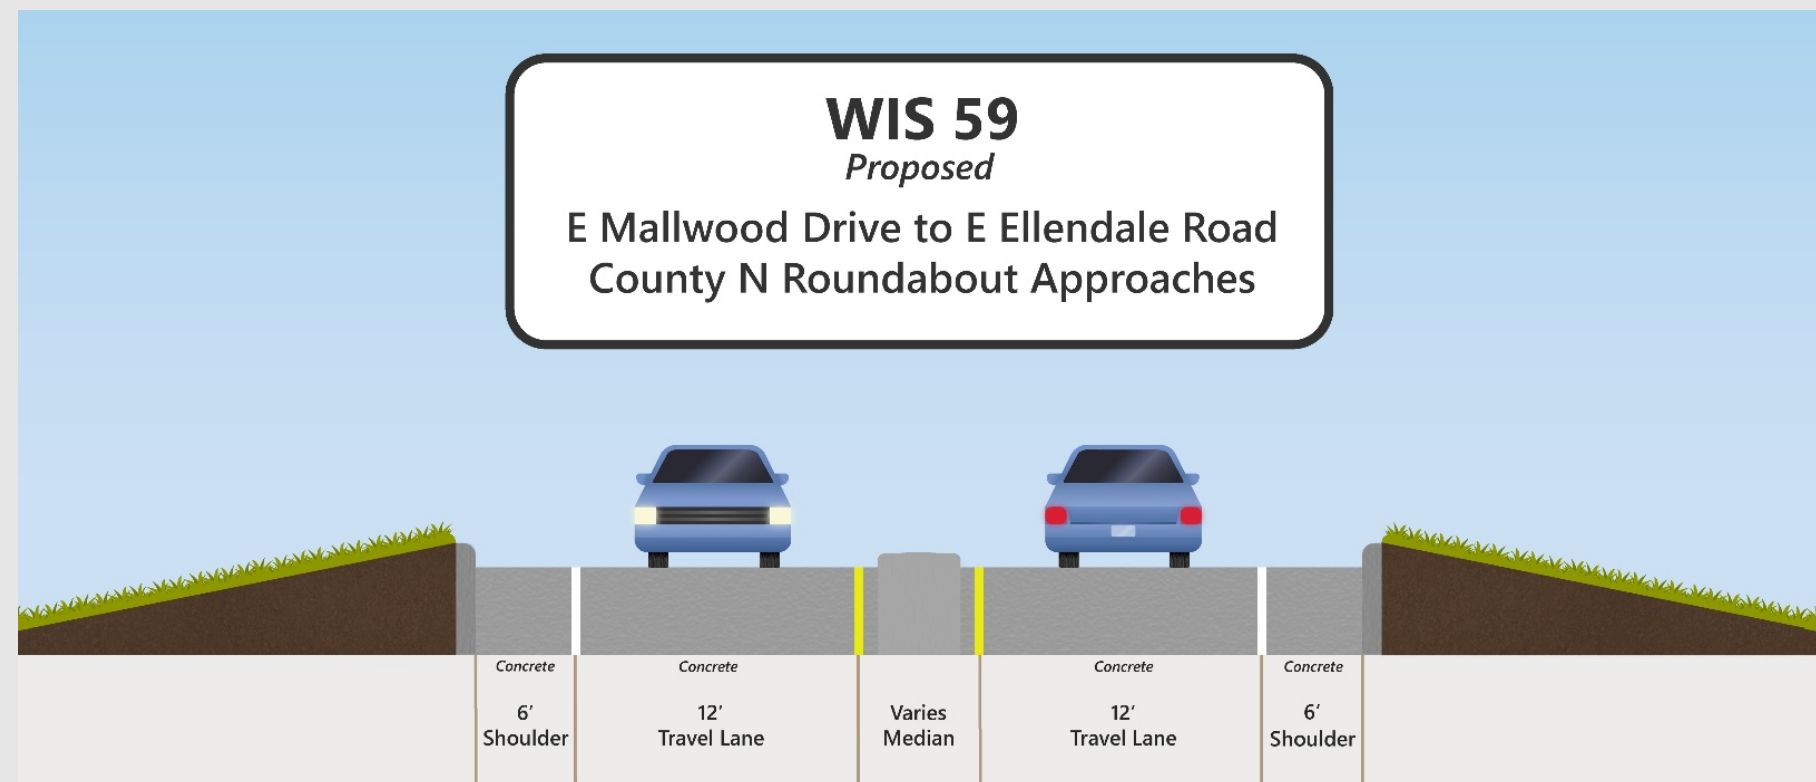 WIS 59
Proposed
E Mallwood Drive to E Ellendale Road
County N Roundabout Approaches
Concrete
6′
Shoulder
Concrete
12′
Travel Lane
Varies
Median
Concrete
12′
Travel Lane
Concrete
6′
Shoulder